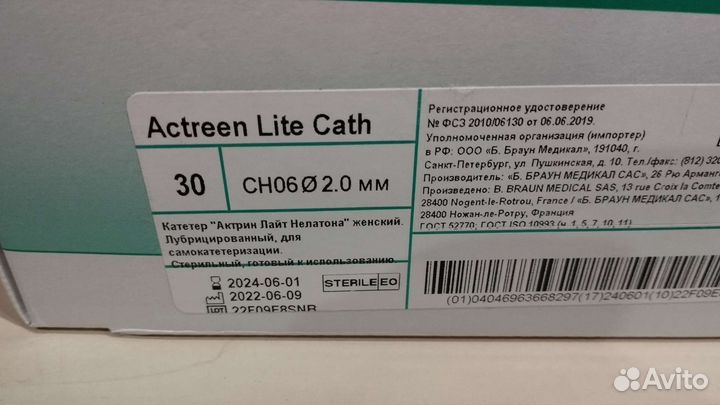 Actreen Lite Cath
30
CH06 Ø 2.0 мм
Катетер "Актрин Лайт Нелатона" женский.
Лубрицированный, для
самокатетеризации.
Стерильный, готовый к использованию.
2024-06-01
2022-06-09
STERILE EO
LOT 22F09E8SNR
Регистрационное удостоверение
№ ФСЗ 2010/06130 от 06.06.2019.
Уполномоченная организация (импортер)
в РФ: ООО «Б. Браун Медикал», 191040, г.
Санкт-Петербург, ул. Пушкинская, д. 10. Тел./факс: (812) 320
Производитель: «Б. БРАУН МЕДИКАЛ САС», 26 Рю Арманга
Произведено: B. BRAUN MEDICAL SAS, 13 rue Croix la Comte
28400 Nogent-le-Rotrou, France / «Б. БРАУН МЕДИКАЛ САС» 1
28400 Ножан-ле-Ротру, Франция
ГОСТ 52770; ГОСТ ISO 10993 (ч. 1, 5, 7, 10, 11)
(01)04046963668297(17)240601(10)22F09E
Avito